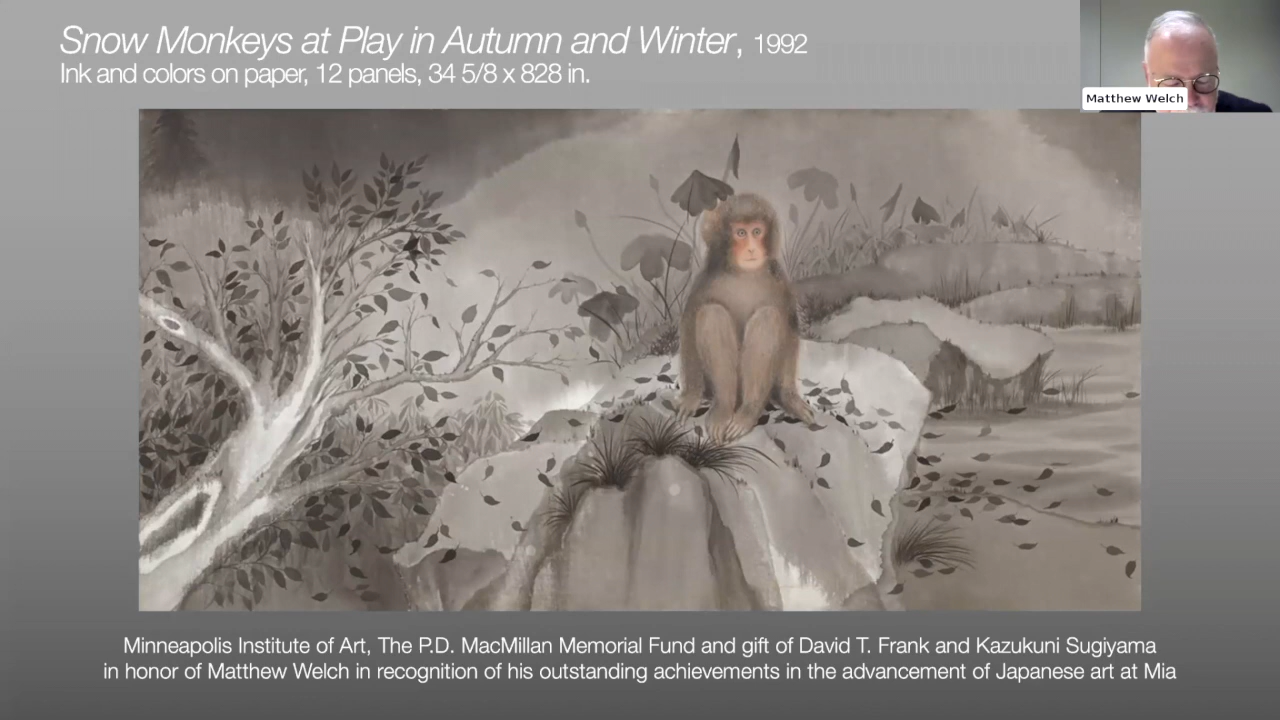 Snow Monkeys at Play in Autumn and Winter, 1992
Ink and colors on paper, 12 panels, 34 5/8 x 828 in.
Matthew Welch
Minneapolis Institute of Art, The P.D. MacMillan Memorial Fund and gift of David T. Frank and Kazukuni Sugiyama
in honor of Matthew Welch in recognition of his outstanding achievements in the advancement of Japanese art at Mia